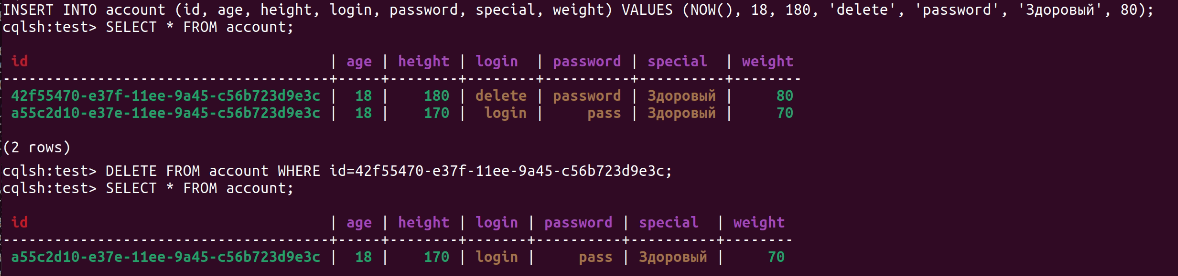 INSERT INTO account (id, age, height, login, password, special, weight) VALUES (NOW(), 18, 180, 'delete', 'password', 'Здоровый', 80);
cqlsh:test> SELECT * FROM account;
id | age | height | login | password | special | weight
--------------------------------------+-----+--------+--------+----------+----------+--------
42f55470-e37f-11ee-9a45-c56b723d9e3c | 18 | 180 | delete | password | Здоровый | 80
a55c2d10-e37e-11ee-9a45-c56b723d9e3c | 18 | 170 | login | pass | Здоровый | 70
(2 rows)
cqlsh:test> DELETE FROM account WHERE id=42f55470-e37f-11ee-9a45-c56b723d9e3c;
cqlsh:test> SELECT * FROM account;
id | age | height | login | password | special | weight
--------------------------------------+-----+--------+-------+----------+----------+--------
a55c2d10-e37e-11ee-9a45-c56b723d9e3c | 18 | 170 | login | pass | Здоровый | 70